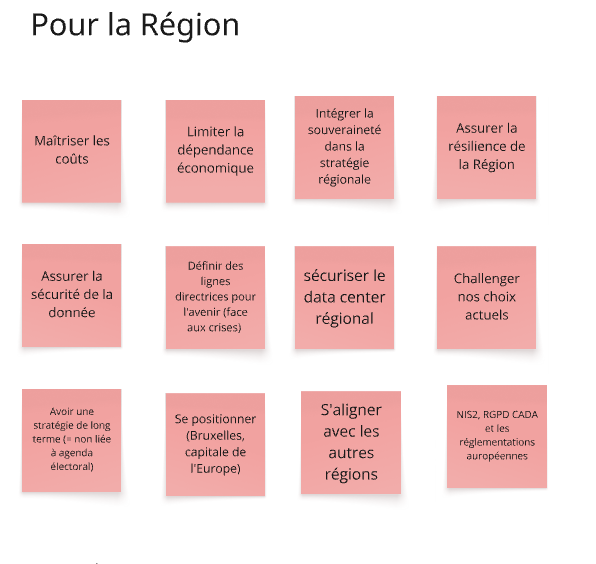 Pour la Région
Maîtriser les
coûts
Limiter la
dépendance
économique
Intégrer la
souveraineté
dans la
stratégie
régionale
Assurer la
résilience de
la Région
Assurer la
sécurité de la
donnée
Définir des
lignes
directrices pour
l'avenir (face
aux crises)
sécuriser le
data center
régional
Challenger
nos choix
actuels
Avoir une
stratégie de long
terme (= non liée
à agenda
électoral)
Se positionner
(Bruxelles,
capitale de
l'Europe)
S'aligner
avec les
autres
régions
NIS2, RGPD CADA
et les
réglementations
auropéennes